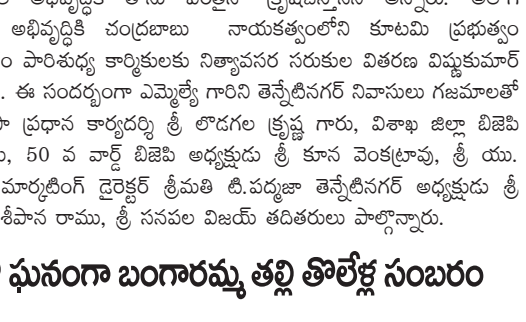 అభివృద్ధికి చంద్రబాబు నాయకత్వంలోని కూటమి ప్రభుత్వం
పారిశుధ్య కార్మికులకు నిత్యావసర సరుకుల వితరణ విష్ణుకుమార్
. ఈ సందర్భంగా ఎమ్మెల్యే గారిని తెన్నేటినగర్ నివాసులు గజమాలతో
ప్రధాన కార్యదర్శి శ్రీ లొడగల క్రృష్ణ గారు, విశాఖ జిల్లా బిజెపి
, 50 వ వార్డ్ బిజెపి అధ్యక్షుడు శ్రీ కూన వెంకట్రావు, శ్రీ యు.
మార్కటింగ్ డైరెక్టర్ శ్రీమతి టి.పద్మజా తెన్నేటినగర్ అధ్యక్షుడు శ్రీ
శీపాన రాము, శ్రీ సనపల విజయ్ తదితరులు పాల్గొన్నారు.
ఘనంగా బంగారమ్మ తల్లి తొలేళ్ల సంబరం